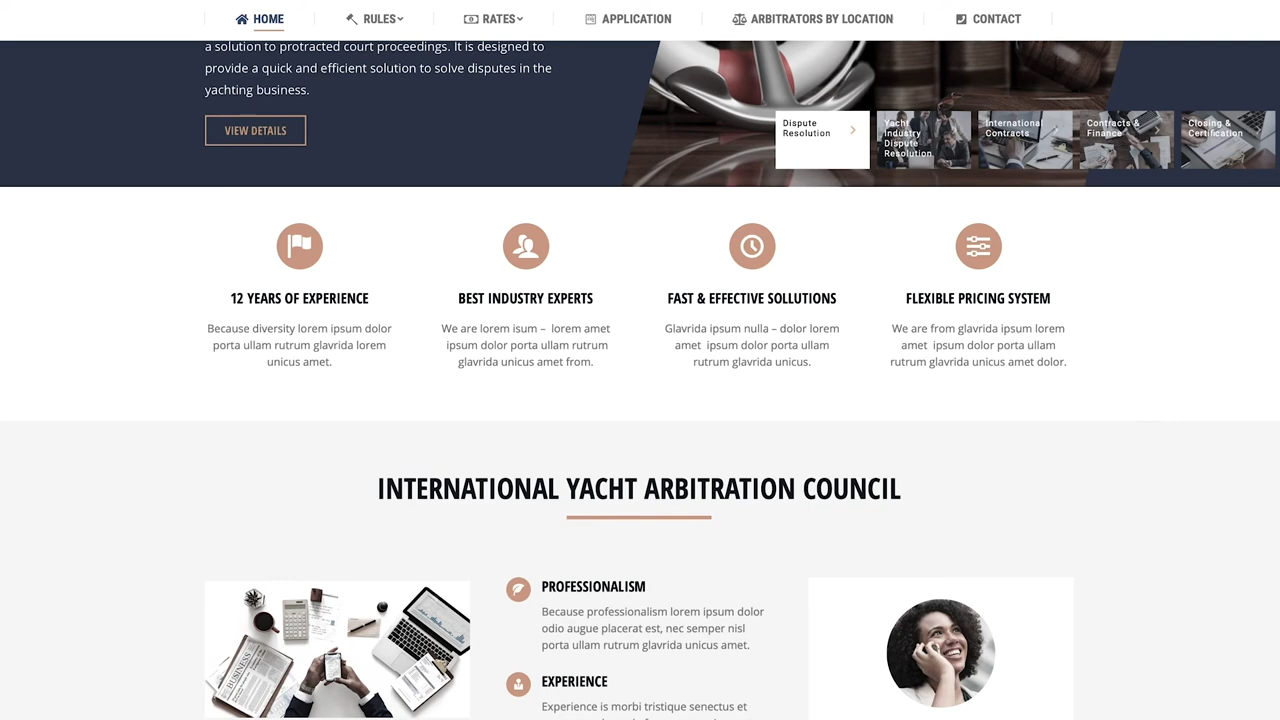 HOME
RULES
RATES
APPLICATION
ARBITRATORS BY LOCATION
CONTACT
a solution to protracted court proceedings. It is designed to
provide a quick and efficient solution to solve disputes in the
yachting business.
VIEW DETAILS
Dispute
Resolution
Yacht
Industry
Dispute
Resolution
International
Contracts
Contracts &
Finance
Closing &
Certification
12 YEARS OF EXPERIENCE
Because diversity lorem ipsum dolor
porta ullam rutrum glavrida lorem
unicus amet.
BEST INDUSTRY EXPERTS
We are lorem isum – lorem amet
ipsum dolor porta ullam rutrum
glavrida unicus amet from.
FAST & EFFECTIVE SOLLUTIONS
Glavrida ipsum nulla – dolor lorem
amet ipsum dolor porta ullam
rutrum glavrida unicus.
FLEXIBLE PRICING SYSTEM
We are from glavrida ipsum lorem
amet ipsum dolor porta ullam
rutrum glavrida unicus amet dolor.
INTERNATIONAL YACHT ARBITRATION COUNCIL
BUSINESS
PROFESSIONALISM
Because professionalism lorem ipsum dolor
odio augue placerat est, nec semper nisl
porta ullam rutrum glavrida unicus amet.
EXPERIENCE
Experience is morbi tristique senectus et